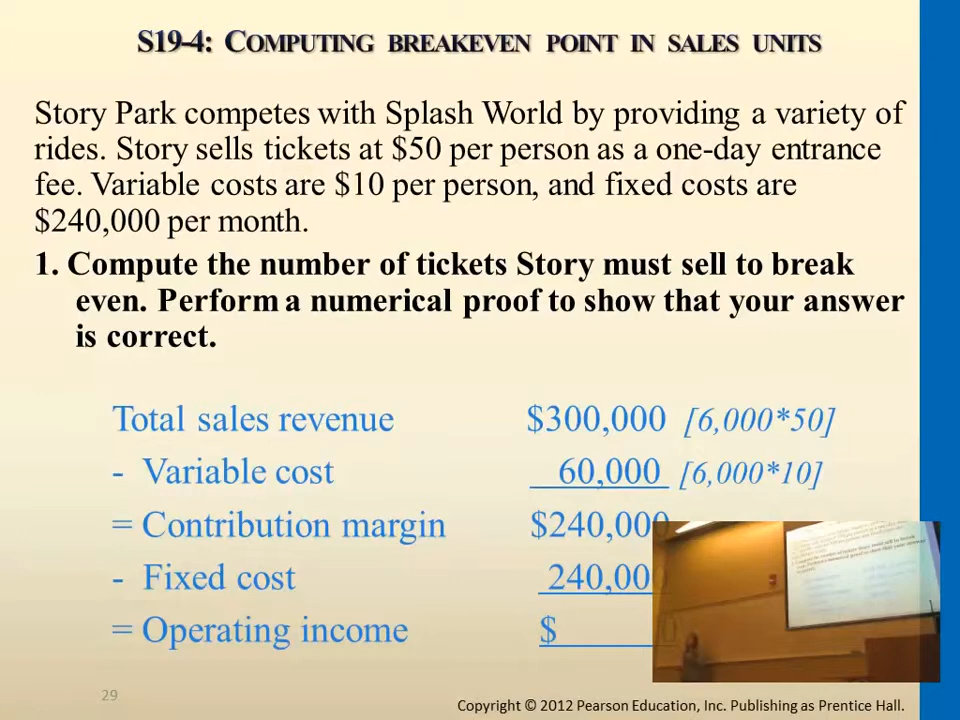 S19-4: COMPUTING BREAKEVEN POINT IN SALES UNITS
Story Park competes with Splash World by providing a variety of
rides. Story sells tickets at $50 per person as a one-day entrance
fee. Variable costs are $10 per person, and fixed costs are
$240,000 per month.
1. Compute the number of tickets Story must sell to break
even. Perform a numerical proof to show that your answer
is correct.
Total sales revenue $300,000 [6,000*50]
- Variable cost 60,000 [6,000*10]
= Contribution margin $240,000
- Fixed cost 240,00
= Operating income $ 0
29
Copyright © 2012 Pearson Education, Inc. Publishing as Prentice Hall.